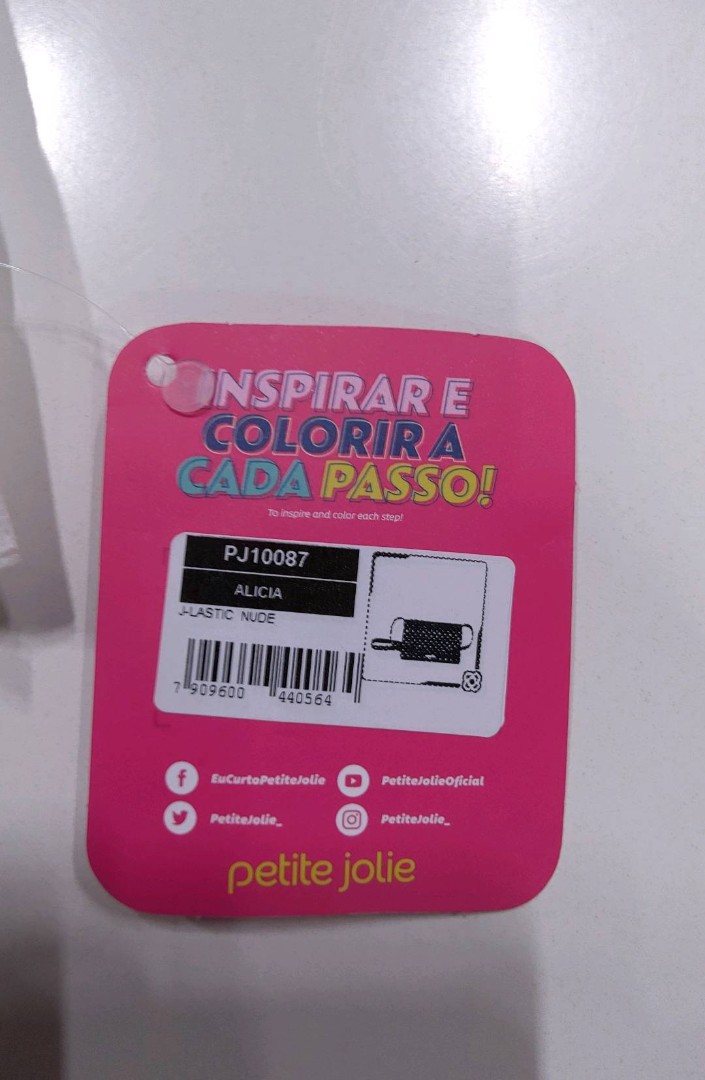 INSPIRAR E
COLORIR A
CADA PASSO!
To inspire and color each step!
PJ10087
ALICIA
J-LASTIC NUDE
7 909600 440564
EuCurtoPetiteJolie
PetiteJolieOficial
PetiteJolie_
PetiteJolie_
petite jolie